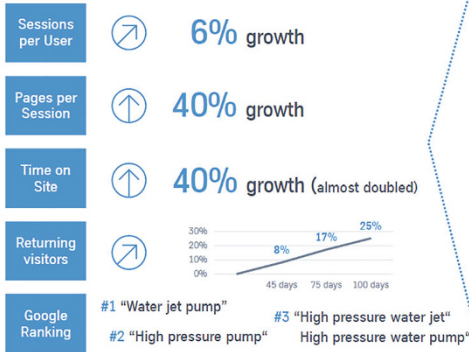 Sessions
per User
6% growth
Pages per
Session
40% growth
Time on
Site
40% growth (almost doubled)
Returning
visitors
30%
20%
10%
0%
8%
17%
25%
45 days 75 days 100 days
Google
Ranking
#1 “Water jet pump”
#2 “High pressure pump“
#3 “High pressure water jet“
High pressure water pump“